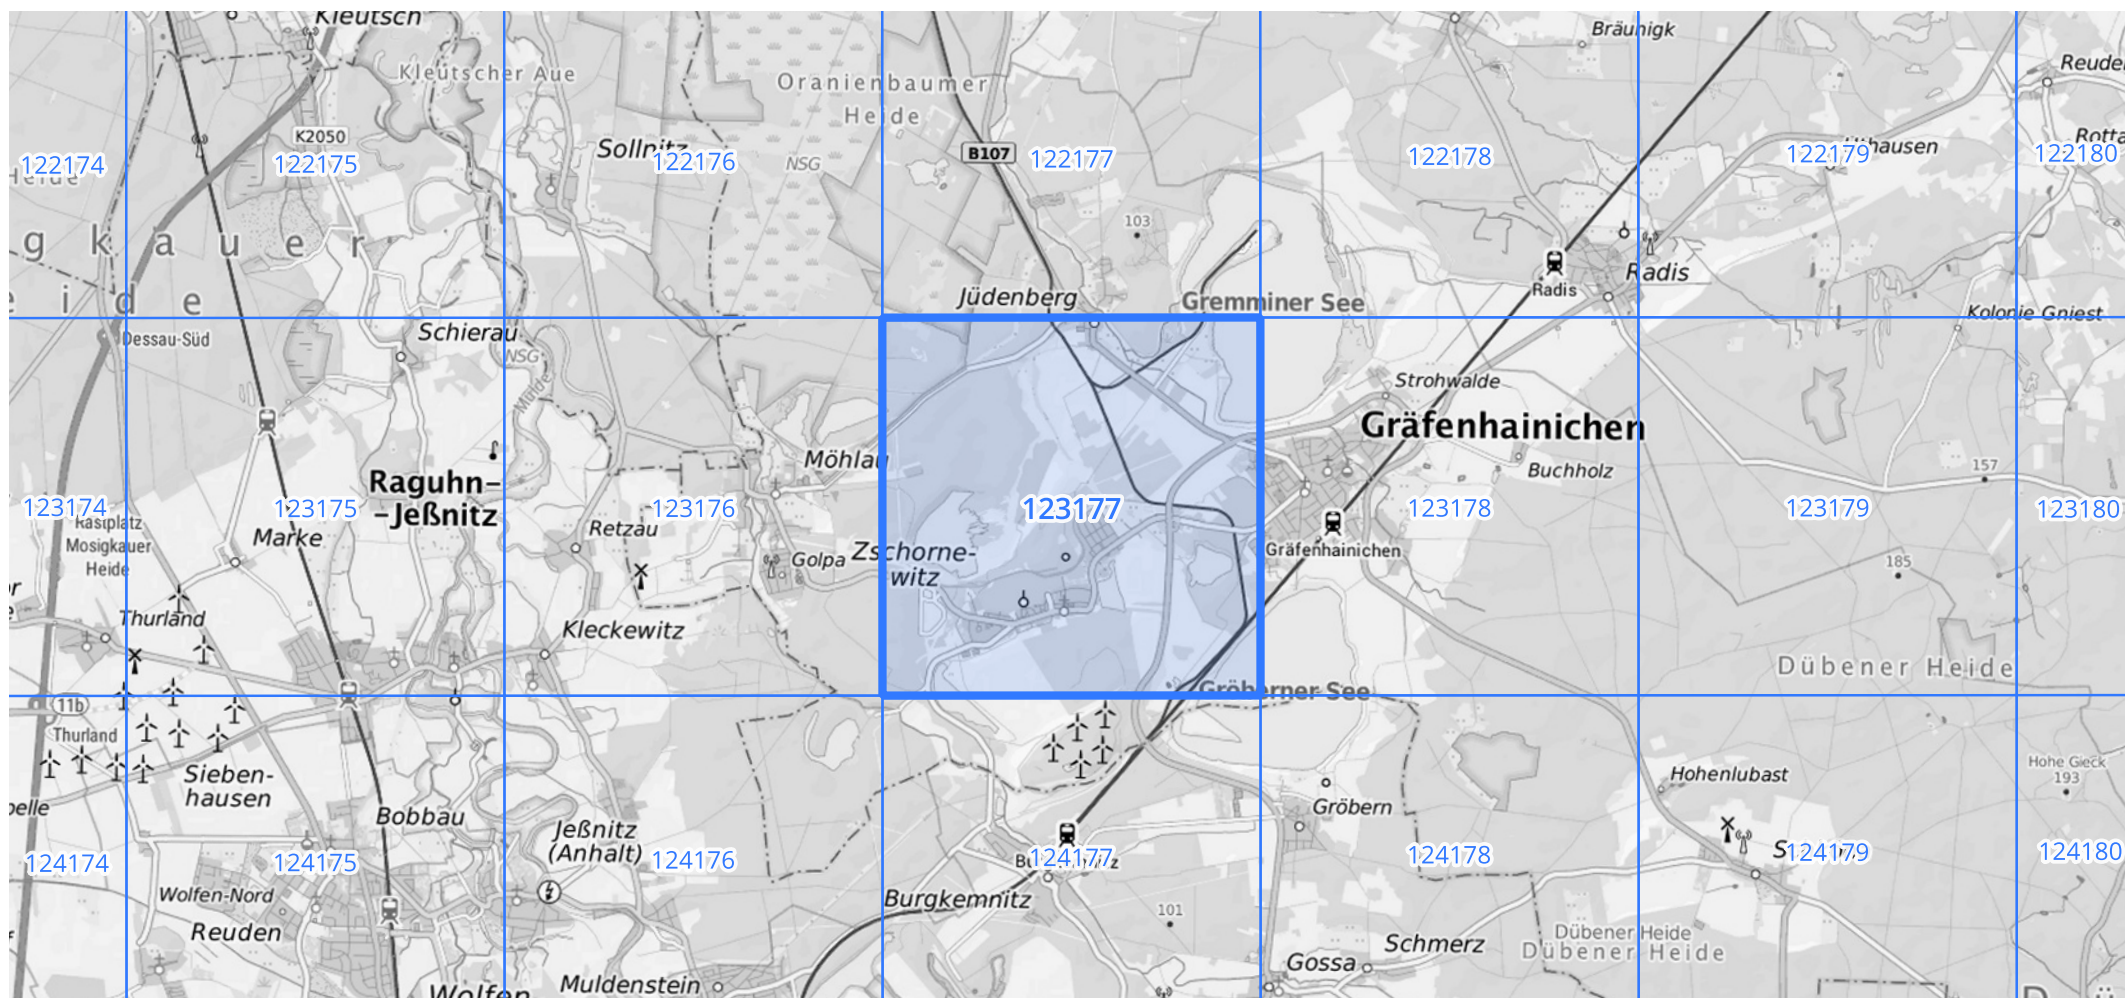 Kleutsch
Bräunigk
Kleutscher Aue
Oranienbaumer
Heide
Reuden
K2050
B107
Sollnitz
NSG
122174
122175
122176
122177
122178
122179
122180
Heide
103
g k a u e r
e i d e
Radis
Radis
Jüdenberg
Gremminer See
Kolonie Gniest
Dessau-Süd
Schierau
NSG
Mulde
Strohwalde
Gräfenhainichen
Möhlau
Buchholz
157
Raguhn-
-Jeßnitz
123174
123175
123176
123177
123178
123179
123180
Rastplatz
Mosigkauer
Heide
Marke
Retzau
Golpa
Zschorne-
witz
Gräfenhainichen
185
Thurland
Kleckewitz
Dübener Heide
Gröberner See
11b
Thurland
Sieben-
hausen
Hohenlubast
Hohe Gieck
193
Bobbau
Gröbern
Jeßnitz
(Anhalt)
124174
124175
124176
124177
124178
124179
124180
Wolfen-Nord
Burgkemnitz
101
Reuden
Schmerz
Dübener Heide
Dübener Heide
Gossa
Muldenstein
Wolfen